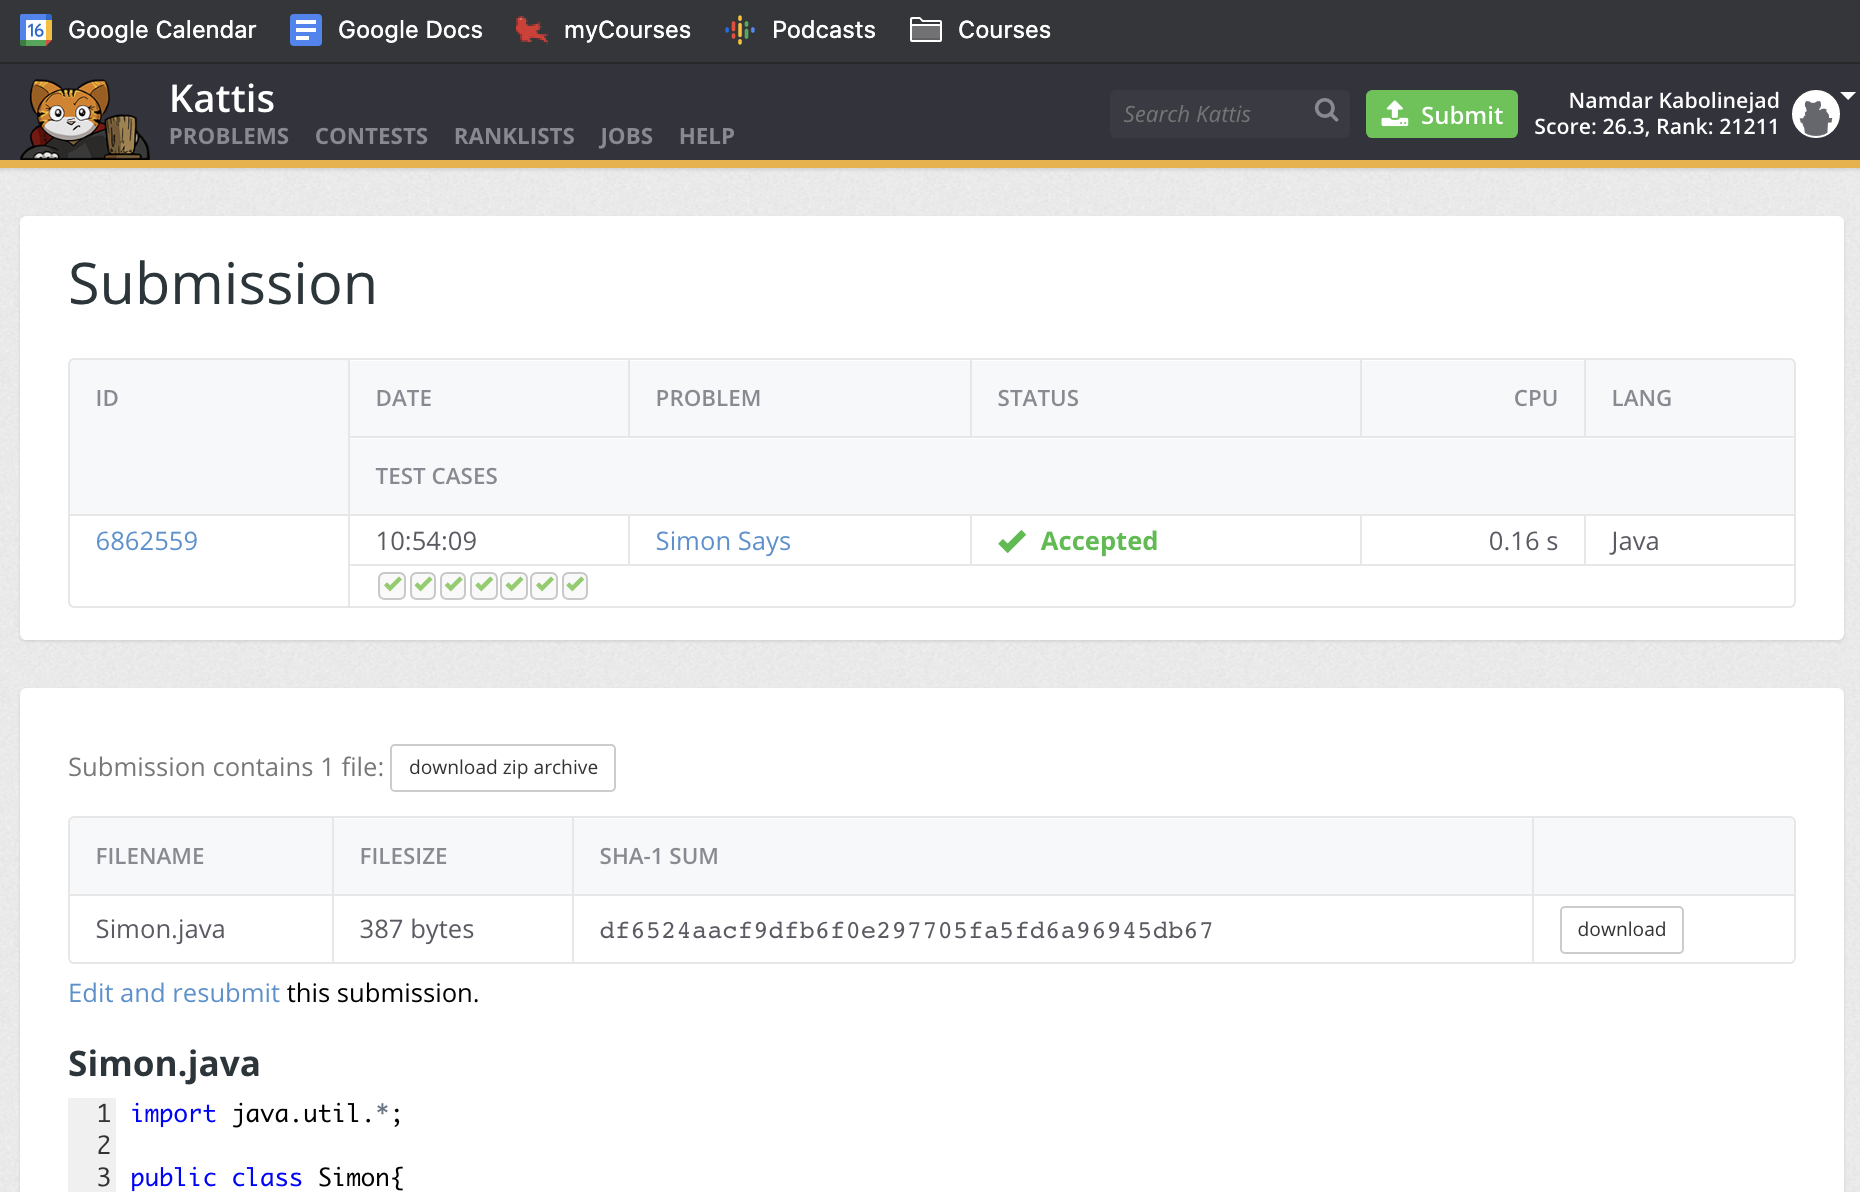 16 Google Calendar Google Docs myCourses Podcasts Courses
Kattis
PROBLEMS CONTESTS RANKLISTS JOBS HELP
Search Kattis
Submit
Namdar Kabolinejad
Score: 26.3, Rank: 21211
Submission
ID DATE PROBLEM STATUS CPU LANG
TEST CASES
6862559 10:54:09 Simon Says Accepted 0.16 s Java
Submission contains 1 file: download zip archive
FILENAME FILESIZE SHA-1 SUM
Simon.java 387 bytes df6524aacf9dfb6f0e297705fa5fd6a96945db67 download
Edit and resubmit this submission.
Simon.java
1 import java.util.*;
2
3 public class Simon{